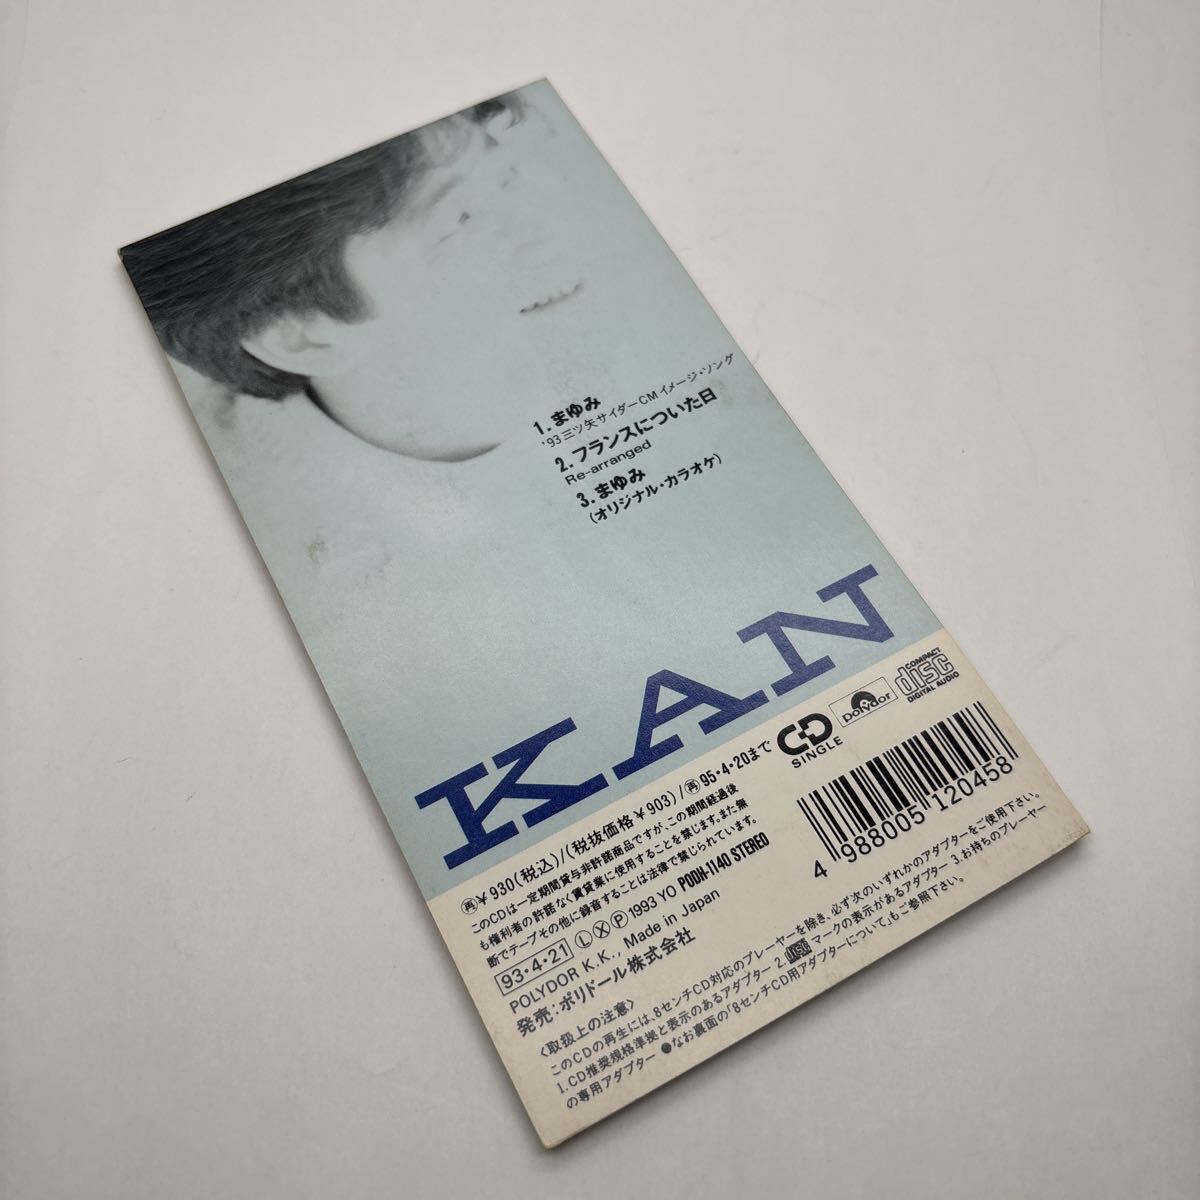 1. まゆみ
'93三ツ矢サイダーCMイメージ・ソング
2. フランスについた日
Re-arranged
3. まゆみ
(オリジナル・カラオケ)
KAN
COMPACT
disc
DIGITAL AUDIO
polydor
CD
SINGLE
再¥930(税込)/(税抜価格¥903)/再95・4・20まで
このCDは一定期間貸与非許諾商品ですが、この期間経過後
も権利者の許諾なく賃貸業に使用することを禁じます。また無
断でテープその他に録音することは法律で禁じられています。
93・4・21 Ⓛ Ⓧ Ⓟ 1993 YO PODH-1140 STEREO
POLYDOR K.K., Made in Japan
発売:ポリドール株式会社
4 988005 120458
〈取扱上の注意〉
このCDの再生には、8センチCD対応のプレーヤーを除き、必ず次のいずれかのアダプターをご使用下さい。
1.CD推奨規格準拠と表示のあるアダプター 2.disc マークの表示があるアダプター 3.お持ちのプレーヤー
の専用アダプター ●なお裏面の「8センチCD用アダプターについて」もご参照下さい。